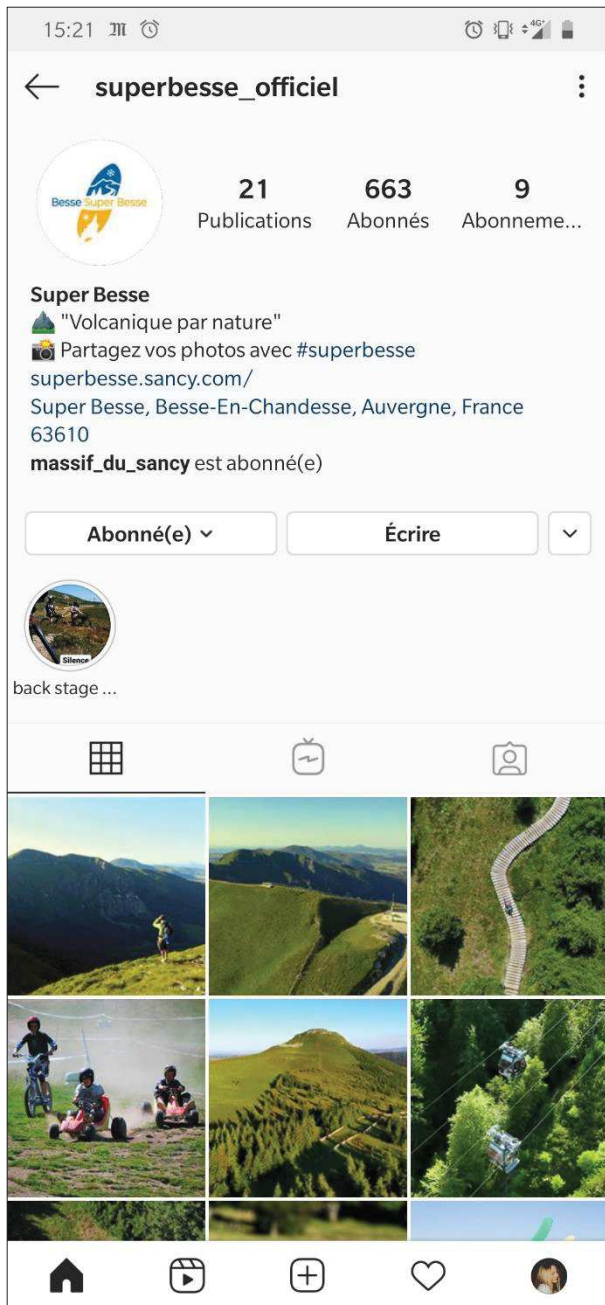 15:21
4G+
superbesse_officiel
Besse Super Besse
21 663 9
Publications Abonnés Abonneme...
Super Besse
"Volcanique par nature"
Partagez vos photos avec #superbesse
superbesse.sancy.com/
Super Besse, Besse-En-Chandesse, Auvergne, France
63610
massif_du_sancy est abonné(e)
Abonné(e) Écrire
Silence
back stage ...